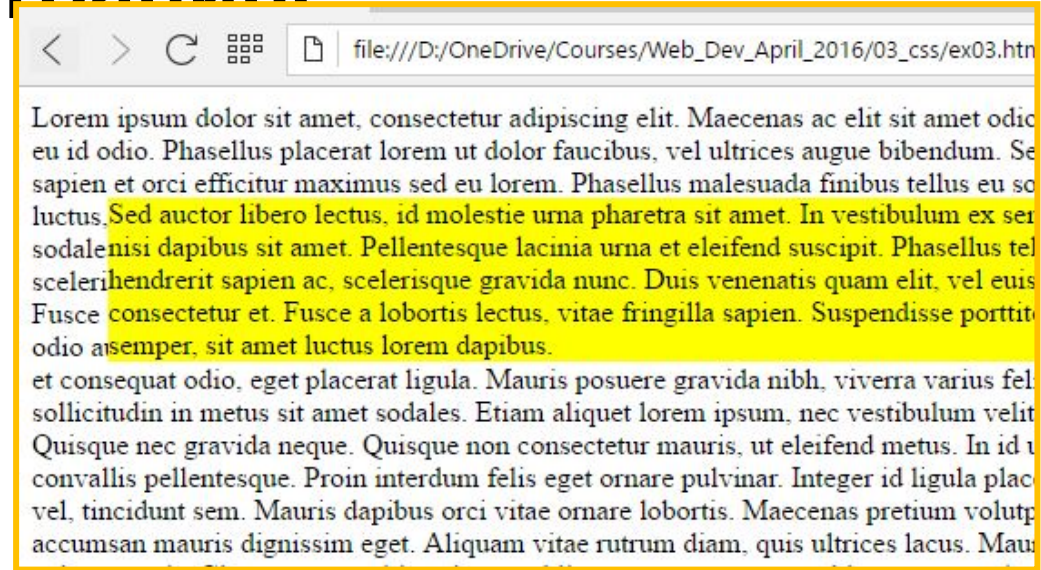 file:///D:/OneDrive/Courses/Web_Dev_April_2016/03_css/ex03.htm
Lorem ipsum dolor sit amet, consectetur adipiscing elit. Maecenas ac elit sit amet odio
eu id odio. Phasellus placerat lorem ut dolor faucibus, vel ultrices augue bibendum. Se
sapien et orci efficitur maximus sed eu lorem. Phasellus malesuada finibus tellus eu so
luctus, Sed auctor libero lectus, id molestie urna pharetra sit amet. In vestibulum ex sem
sodale nisi dapibus sit amet. Pellentesque lacinia urna et eleifend suscipit. Phasellus tel
sceleri hendrerit sapien ac, scelerisque gravida nunc. Duis venenatis quam elit, vel euis
Fusce consectetur et. Fusce a lobortis lectus, vitae fringilla sapien. Suspendisse porttito
odio a semper, sit amet luctus lorem dapibus.
et consequat odio, eget placerat ligula. Mauris posuere gravida nibh, viverra varius feli
sollicitudin in metus sit amet sodales. Etiam aliquet lorem ipsum, nec vestibulum velit
Quisque nec gravida neque. Quisque non consectetur mauris, ut eleifend metus. In id u
convallis pellentesque. Proin interdum felis eget ornare pulvinar. Integer id ligula plac
vel, tincidunt sem. Mauris dapibus orci vitae ornare lobortis. Maecenas pretium volutp
accumsan mauris dignissim eget. Aliquam vitae rutrum diam, quis ultrices lacus. Mau